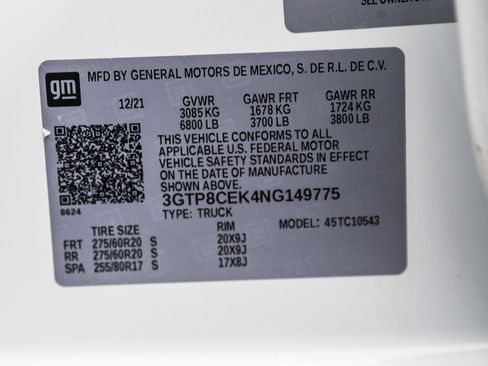 SEE OWNER'S
gm
MFD BY GENERAL MOTORS DE MEXICO, S. DE R.L. DE C.V.
12/21 GVWR GAWR FRT GAWR RR
3085 KG 1678 KG 1724 KG
6800 LB 3700 LB 3800 LB
THIS VEHICLE CONFORMS TO ALL
APPLICABLE U.S. FEDERAL MOTOR
VEHICLE SAFETY STANDARDS IN EFFECT
ON THE DATE OF MANUFACTURE
SHOWN ABOVE.
3GTP8CEK4NG149775
8624 TYPE: TRUCK
TIRE SIZE RIM MODEL: 45TC10543
FRT 275/60R20 S 20X9J
RR 275/60R20 S 20X9J
SPA 255/80R17 S 17X8J